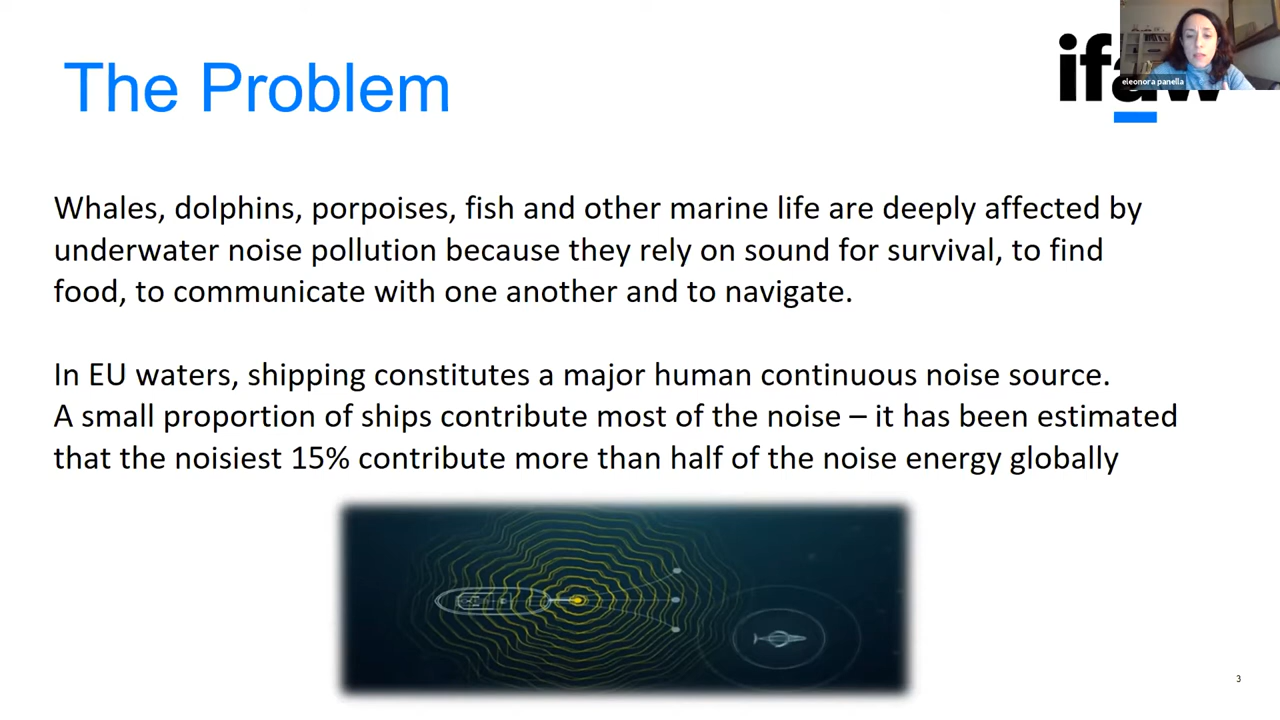 The Problem
ifaw
eleonora panella
Whales, dolphins, porpoises, fish and other marine life are deeply affected by
underwater noise pollution because they rely on sound for survival, to find
food, to communicate with one another and to navigate.
In EU waters, shipping constitutes a major human continuous noise source.
A small proportion of ships contribute most of the noise – it has been estimated
that the noisiest 15% contribute more than half of the noise energy globally
3